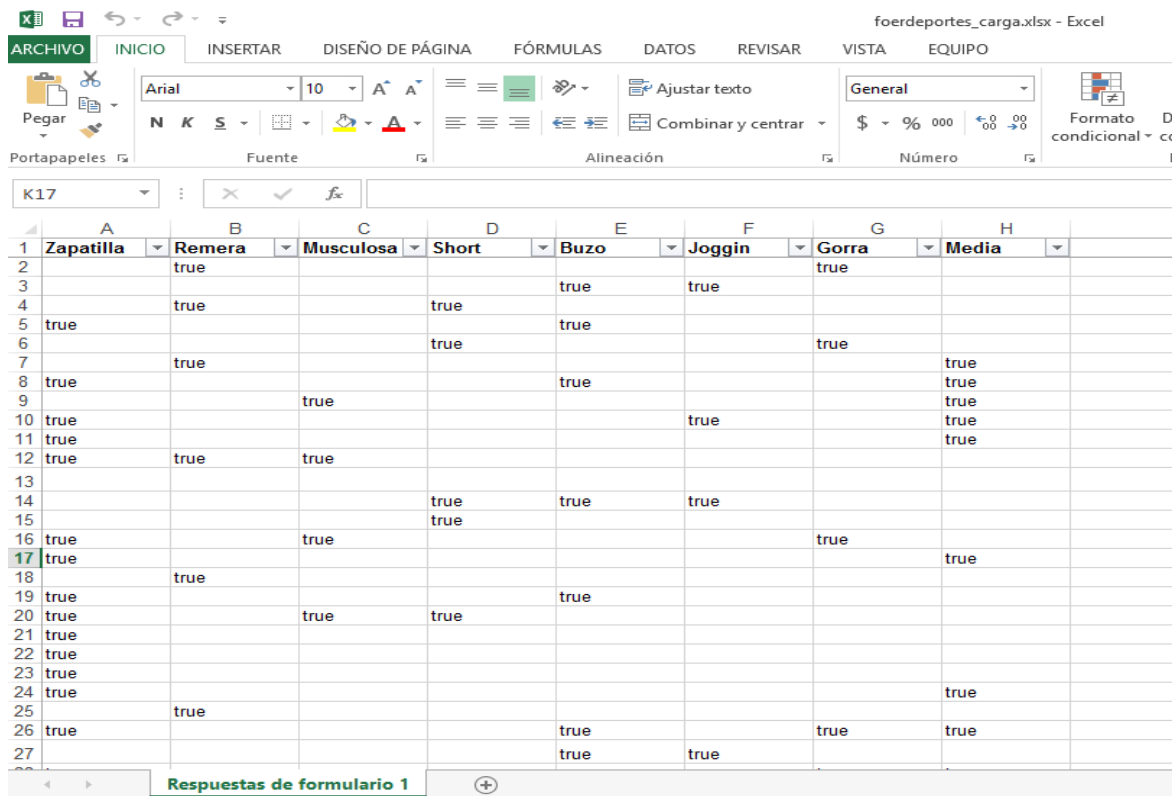 foerdeportes_carga.xlsx - Excel
ARCHIVO INICIO INSERTAR DISEÑO DE PÁGINA FÓRMULAS DATOS REVISAR VISTA EQUIPO
Arial 10 A A Ajustar texto General
Pegar N K S A Combinar y centrar $ % 000 Formato
condicional
Portapapeles Fuente Alineación Número
K17 fx
A B C D E F G H
1 Zapatilla Remera Musculosa Short Buzo Joggin Gorra Media
2 true true
3 true true
4 true true
5 true true
6 true true
7 true true
8 true true true
9 true true
10 true true true
11 true true
12 true true true
13
14 true true true
15 true
16 true true true
17 true true
18 true
19 true true
20 true true true
21 true
22 true
23 true
24 true true
25 true
26 true true true true
27 true true
Respuestas de formulario 1